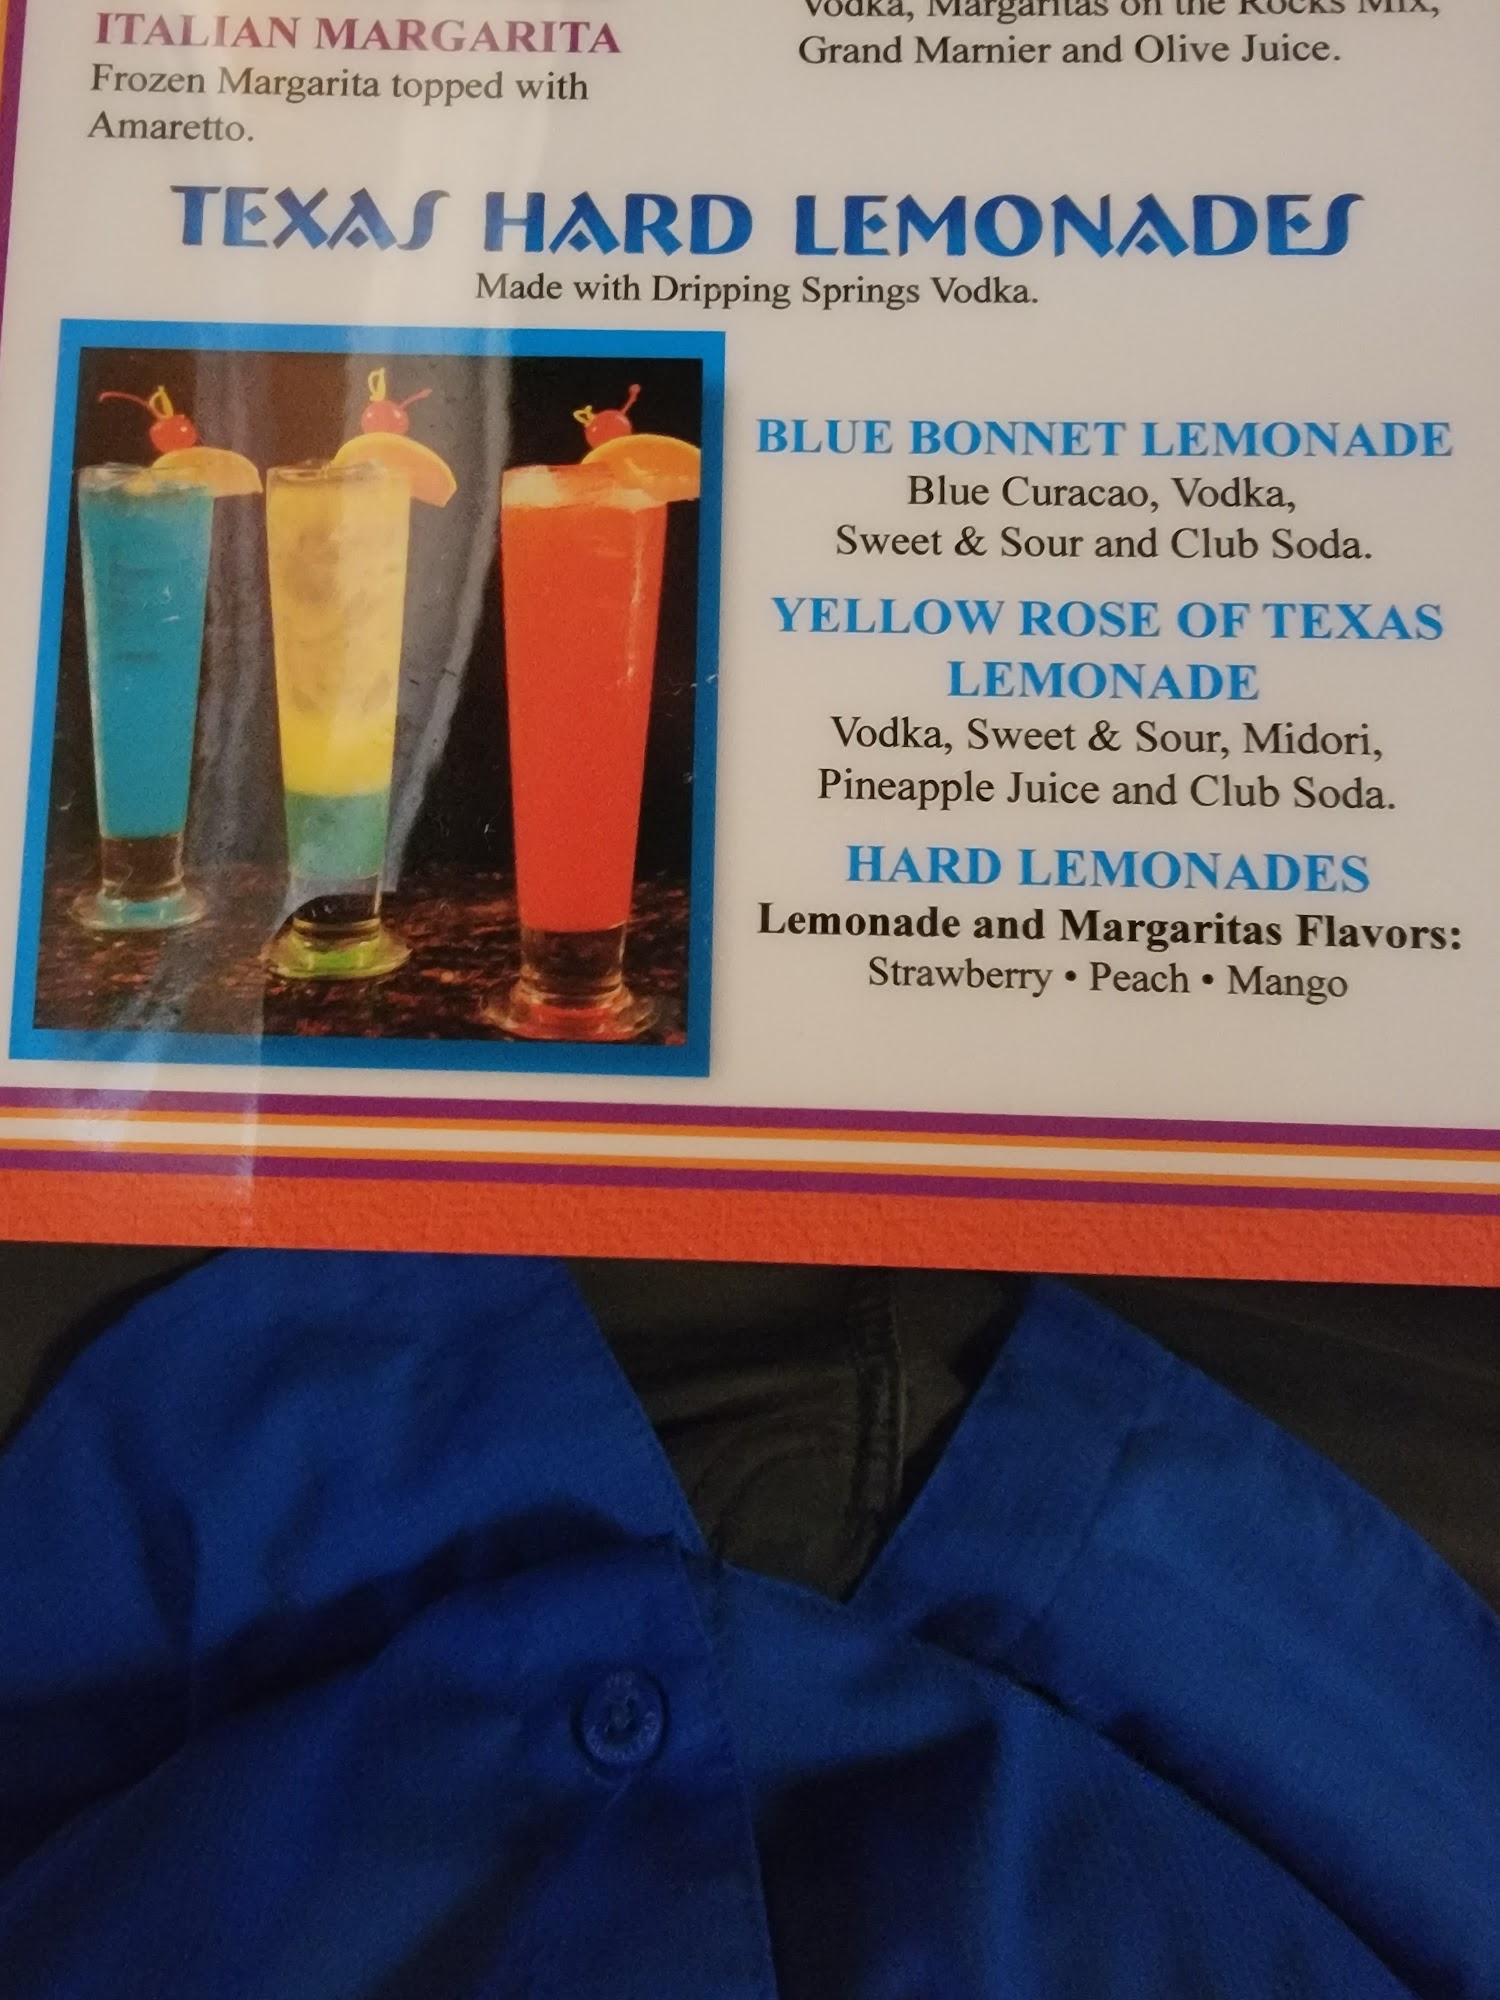 ITALIAN MARGARITA
Frozen Margarita topped with
Amaretto.
Vodka, Margaritas on the Rocks Mix,
Grand Marnier and Olive Juice.
TEXAS HARD LEMONADES
Made with Dripping Springs Vodka.
BLUE BONNET LEMONADE
Blue Curacao, Vodka,
Sweet & Sour and Club Soda.
YELLOW ROSE OF TEXAS
LEMONADE
Vodka, Sweet & Sour, Midori,
Pineapple Juice and Club Soda.
HARD LEMONADES
Lemonade and Margaritas Flavors:
Strawberry • Peach • Mango